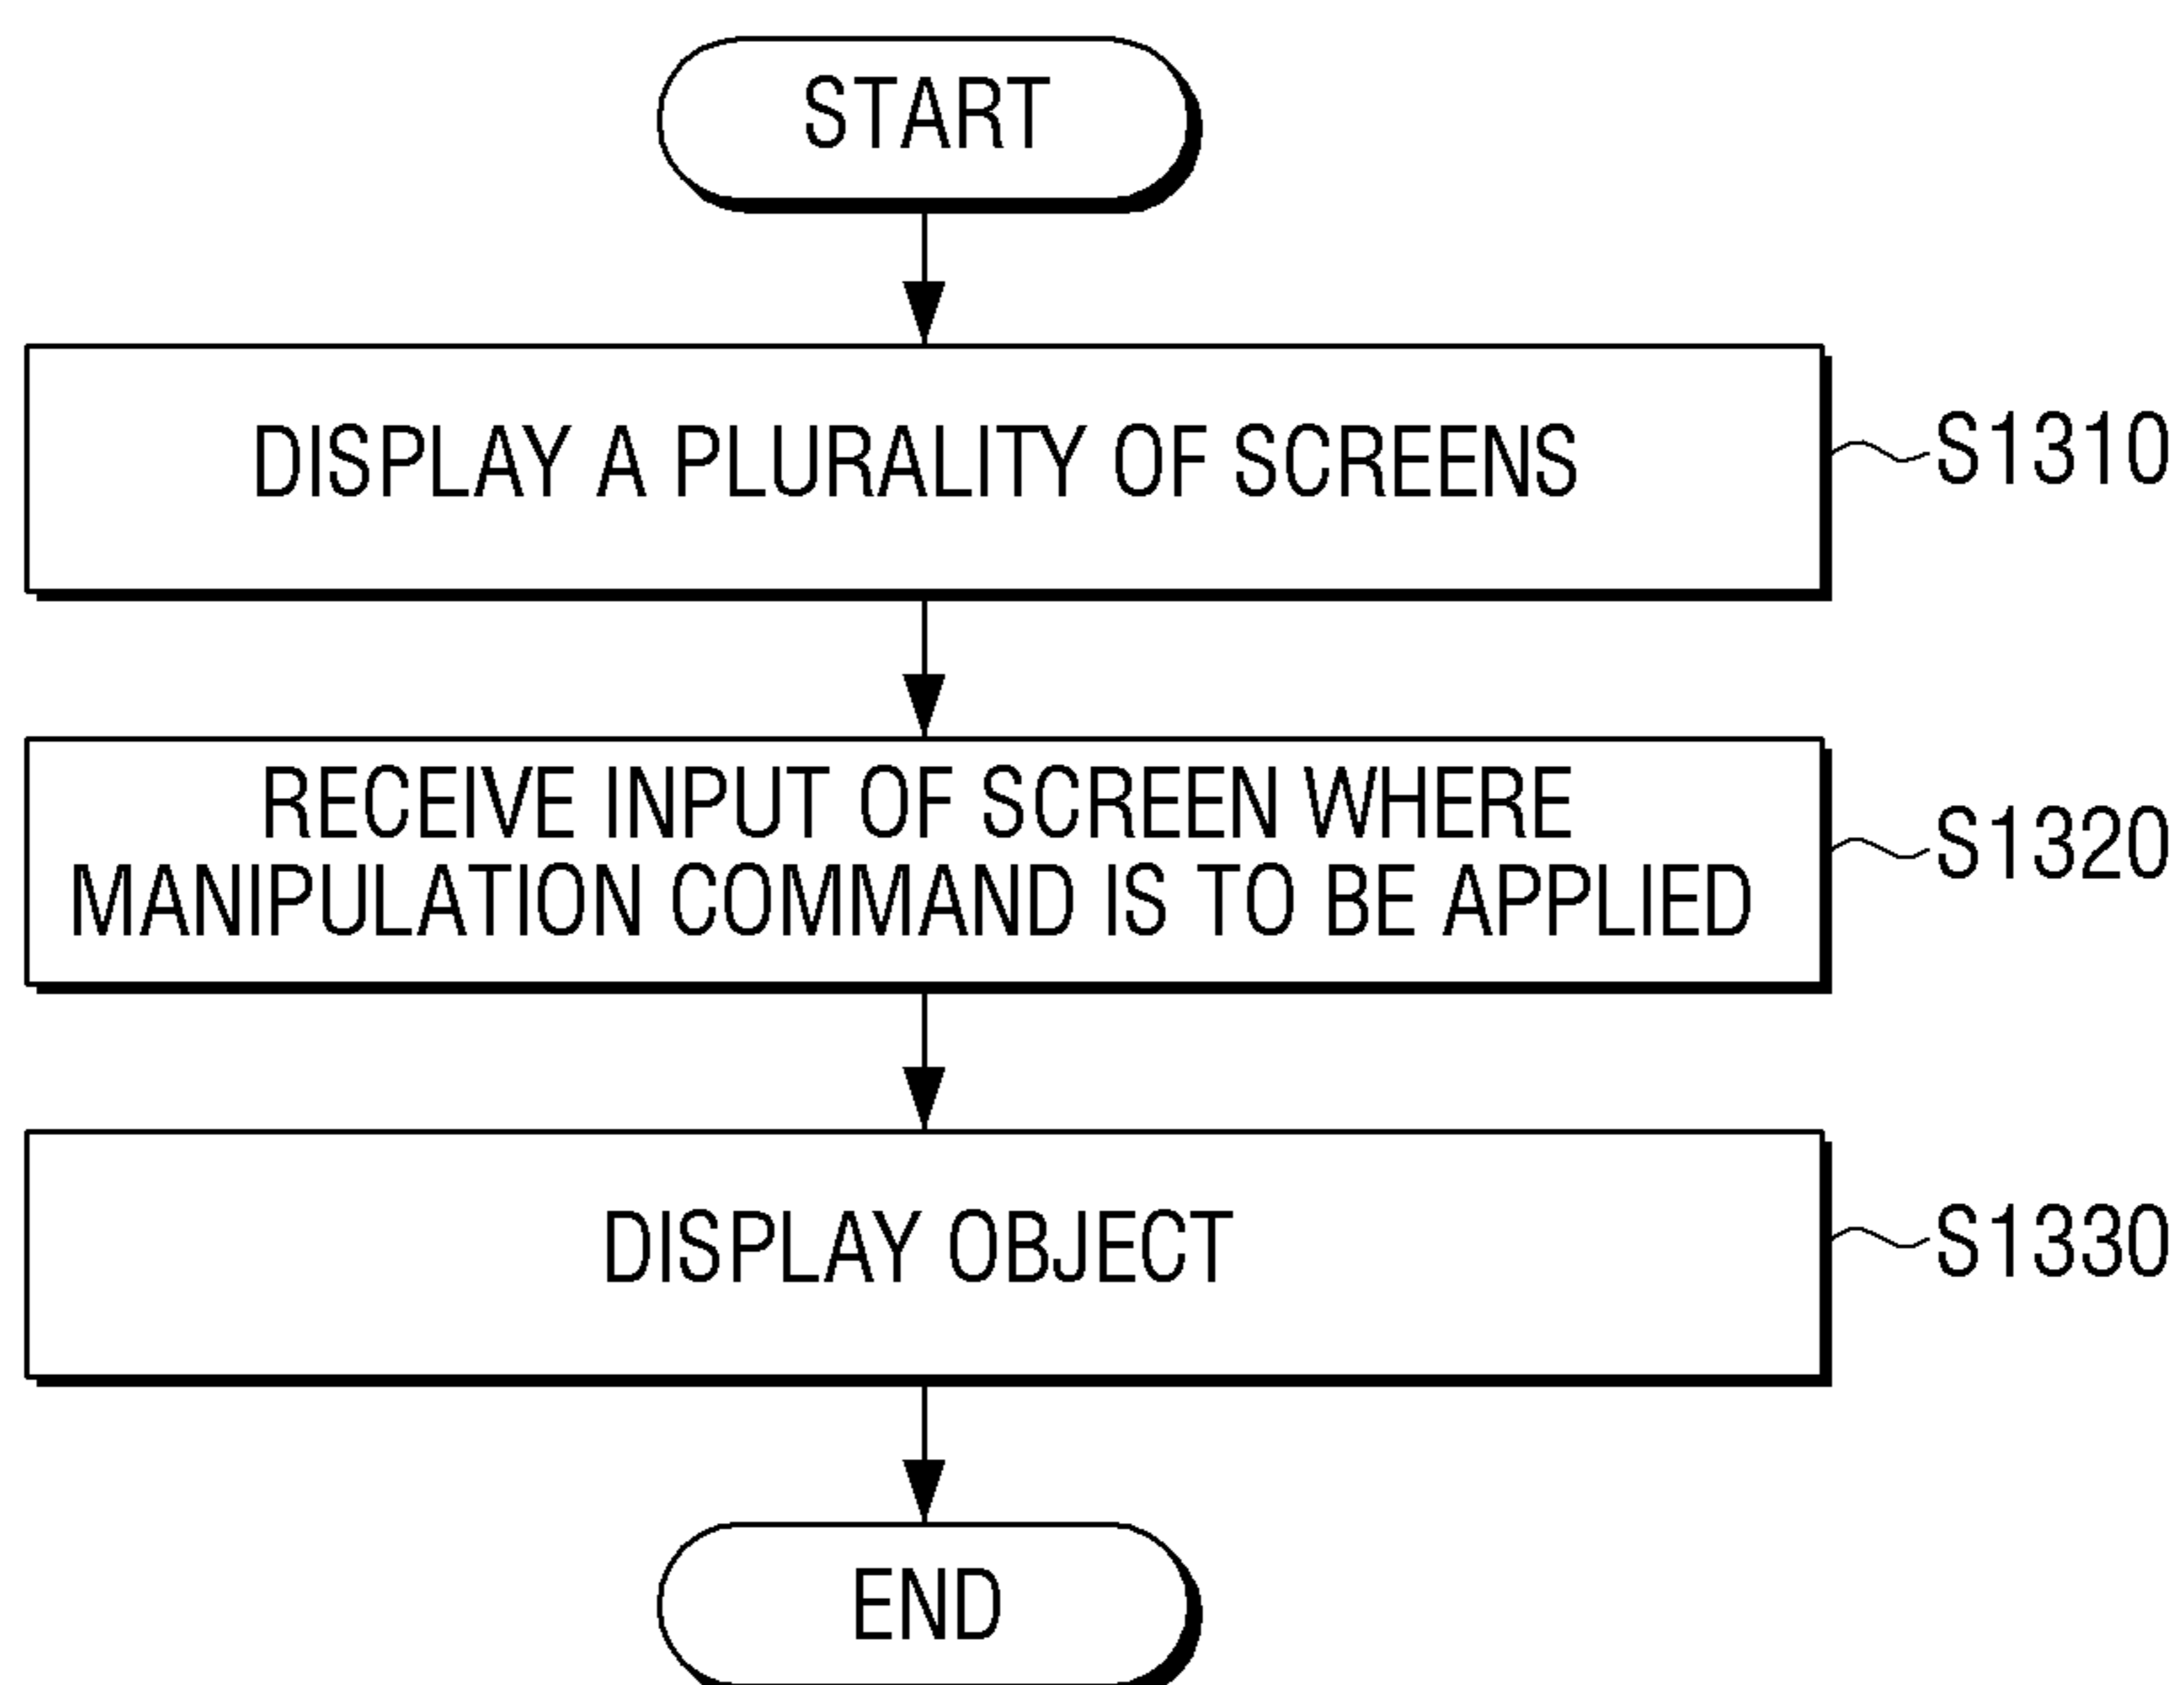 START
DISPLAY A PLURALITY OF SCREENS
S1310
RECEIVE INPUT OF SCREEN WHERE
MANIPULATION COMMAND IS TO BE APPLIED
S1320
DISPLAY OBJECT
S1330
END